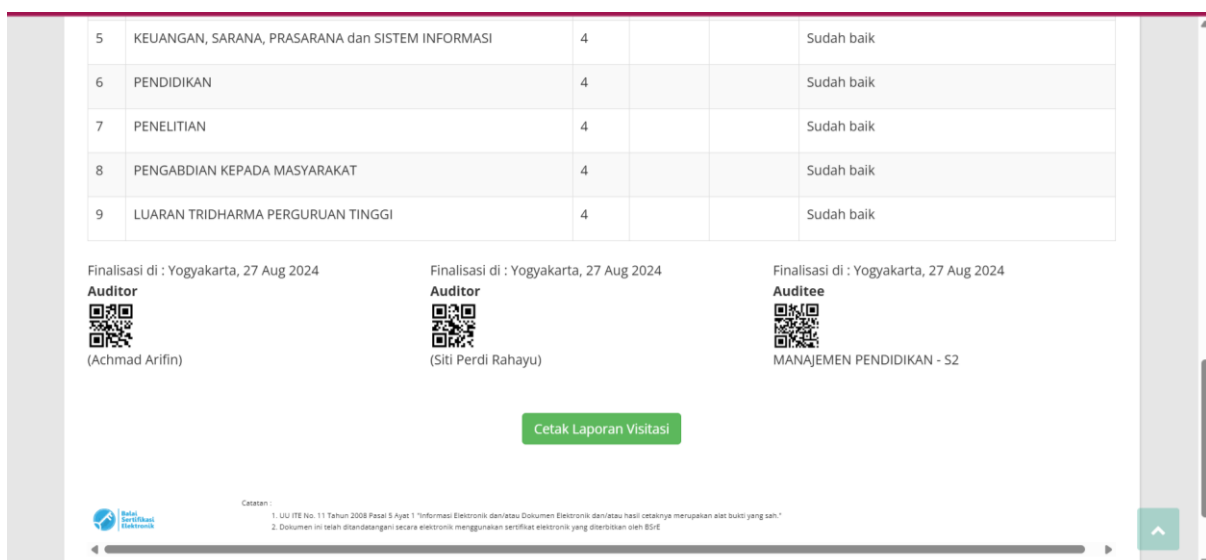 5 KEUANGAN, SARANA, PRASARANA dan SISTEM INFORMASI 4 Sudah baik
6 PENDIDIKAN 4 Sudah baik
7 PENELITIAN 4 Sudah baik
8 PENGABDIAN KEPADA MASYARAKAT 4 Sudah baik
9 LUARAN TRIDHARMA PERGURUAN TINGGI 4 Sudah baik
Finalisasi di : Yogyakarta, 27 Aug 2024
Auditor
(Achmad Arifin)
Finalisasi di : Yogyakarta, 27 Aug 2024
Auditor
(Siti Perdi Rahayu)
Finalisasi di : Yogyakarta, 27 Aug 2024
Auditee
MANAJEMEN PENDIDIKAN - S2
Cetak Laporan Visitasi
Balai
Sertifikasi
Elektronik
Catatan :
1. UU ITE No. 11 Tahun 2008 Pasal 5 Ayat 1 "Informasi Elektronik dan/atau Dokumen Elektronik dan/atau hasil cetaknya merupakan alat bukti yang sah."
2. Dokumen ini telah ditandatangani secara elektronik menggunakan sertifikat elektronik yang diterbitkan oleh BSrE